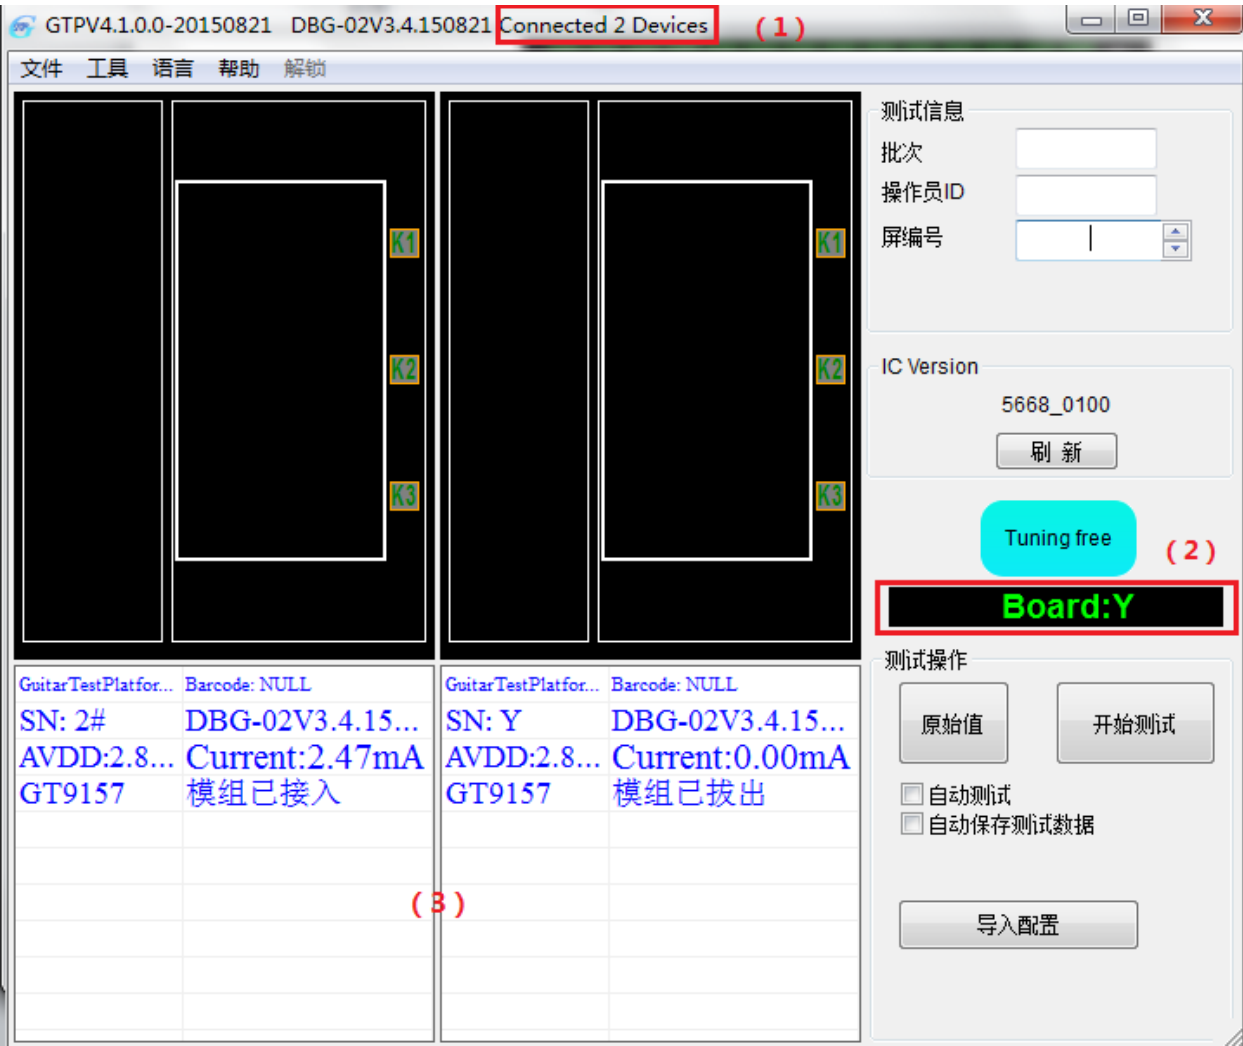 GTPV4.1.0.0-20150821 DBG-02V3.4.150821 Connected 2 Devices
(1)
文件 工具 语言 帮助 解锁
K1
K2
K3
K1
K2
K3
测试信息
批次
操作员ID
屏编号
IC Version
5668_0100
刷 新
Tuning free
(2)
Board:Y
GuitarTestPlatfor... Barcode: NULL
SN: 2# DBG-02V3.4.15...
AVDD:2.8... Current:2.47mA
GT9157 模组已接入
GuitarTestPlatfor... Barcode: NULL
SN: Y DBG-02V3.4.15...
AVDD:2.8... Current:0.00mA
GT9157 模组已拔出
(3)
测试操作
原始值 开始测试
自动测试
自动保存测试数据
导入配置